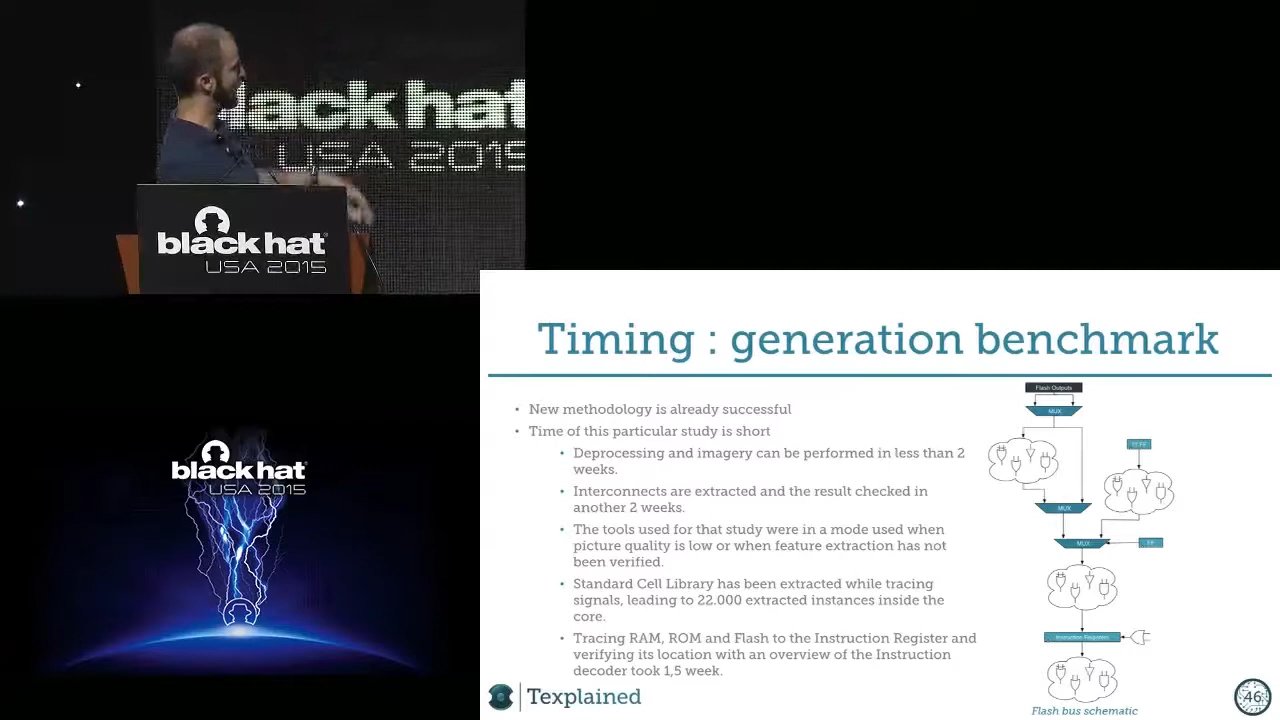 black hat
USA 2015
black hat
USA 2015
black hat
USA 2015
Timing : generation benchmark
• New methodology is already successful
• Time of this particular study is short
• Deprocessing and imagery can be performed in less than 2
weeks.
• Interconnects are extracted and the result checked in
another 2 weeks.
• The tools used for that study were in a mode used when
picture quality is low or when feature extraction has not
been verified.
• Standard Cell Library has been extracted while tracing
signals, leading to 22.000 extracted instances inside the
core.
• Tracing RAM, ROM and Flash to the Instruction Register and
verifying its location with an overview of the Instruction
decoder took 1,5 week.
Flash Outputs
MUX
MUX
MUX
FF
Instruction Registers
Flash bus schematic
Texplained
46